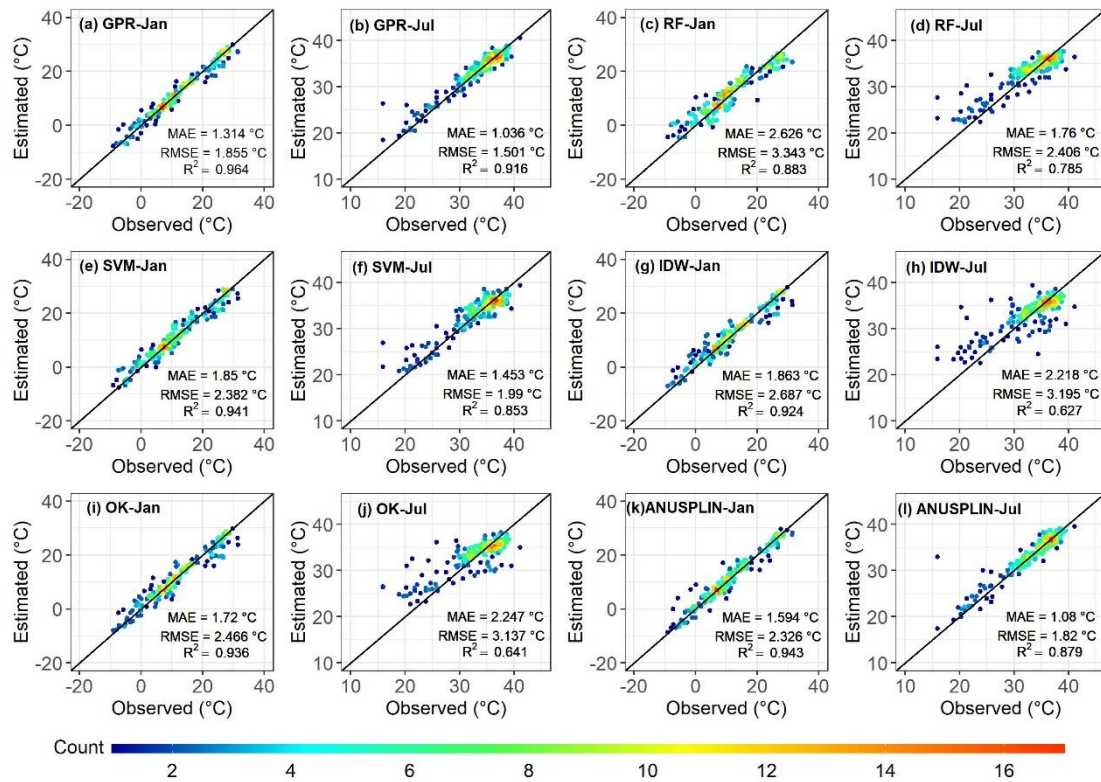 (a) GPR-Jan
(b) GPR-Jul
(c) RF-Jan
(d) RF-Jul
40
20
0
-20
Estimated (°C)
MAE = 1.314 °C
RMSE = 1.855 °C
R² = 0.964
-20 0 20 40
Observed (°C)
40
30
20
10
Estimated (°C)
MAE = 1.036 °C
RMSE = 1.501 °C
R² = 0.916
10 20 30 40
Observed (°C)
40
20
0
-20
Estimated (°C)
MAE = 2.626 °C
RMSE = 3.343 °C
R² = 0.883
-20 0 20 40
Observed (°C)
40
30
20
10
Estimated (°C)
MAE = 1.76 °C
RMSE = 2.406 °C
R² = 0.785
10 20 30 40
Observed (°C)
(e) SVM-Jan
(f) SVM-Jul
(g) IDW-Jan
(h) IDW-Jul
40
20
0
-20
Estimated (°C)
MAE = 1.85 °C
RMSE = 2.382 °C
R² = 0.941
-20 0 20 40
Observed (°C)
40
30
20
10
Estimated (°C)
MAE = 1.453 °C
RMSE = 1.99 °C
R² = 0.853
10 20 30 40
Observed (°C)
40
20
0
-20
Estimated (°C)
MAE = 1.863 °C
RMSE = 2.687 °C
R² = 0.924
-20 0 20 40
Observed (°C)
40
30
20
10
Estimated (°C)
MAE = 2.218 °C
RMSE = 3.195 °C
R² = 0.627
10 20 30 40
Observed (°C)
(i) OK-Jan
(j) OK-Jul
(k)ANUSPLIN-Jan
(l) ANUSPLIN-Jul
40
20
0
-20
Estimated (°C)
MAE = 1.72 °C
RMSE = 2.466 °C
R² = 0.936
-20 0 20 40
Observed (°C)
40
30
20
10
Estimated (°C)
MAE = 2.247 °C
RMSE = 3.137 °C
R² = 0.641
10 20 30 40
Observed (°C)
40
20
0
-20
Estimated (°C)
MAE = 1.594 °C
RMSE = 2.326 °C
R² = 0.943
-20 0 20 40
Observed (°C)
40
30
20
10
Estimated (°C)
MAE = 1.08 °C
RMSE = 1.82 °C
R² = 0.879
10 20 30 40
Observed (°C)
Count
2 4 6 8 10 12 14 16